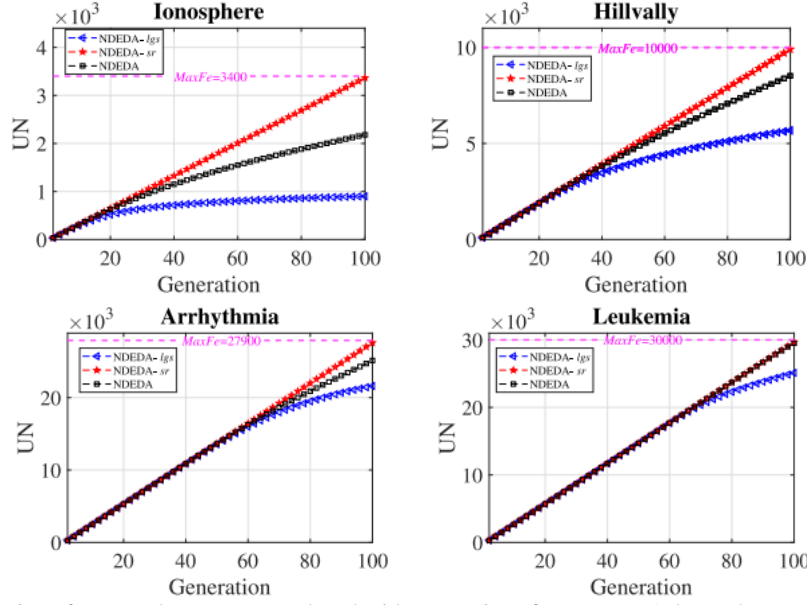 Ionosphere
×10³
NDEDA- lgs
NDEDA- sr
NDEDA
MaxFe=3400
4
3
2
1
0
UN
20 40 60 80 100
Generation
Hillvally
×10³
NDEDA- lgs
NDEDA- sr
NDEDA
MaxFe=10000
10
5
0
UN
20 40 60 80 100
Generation
Arrhythmia
×10³
NDEDA- lgs
NDEDA- sr
NDEDA
MaxFe=27900
20
10
0
UN
20 40 60 80 100
Generation
Leukemia
×10³
NDEDA- lgs
NDEDA- sr
NDEDA
MaxFe=30000
30
20
10
0
UN
20 40 60 80 100
Generation